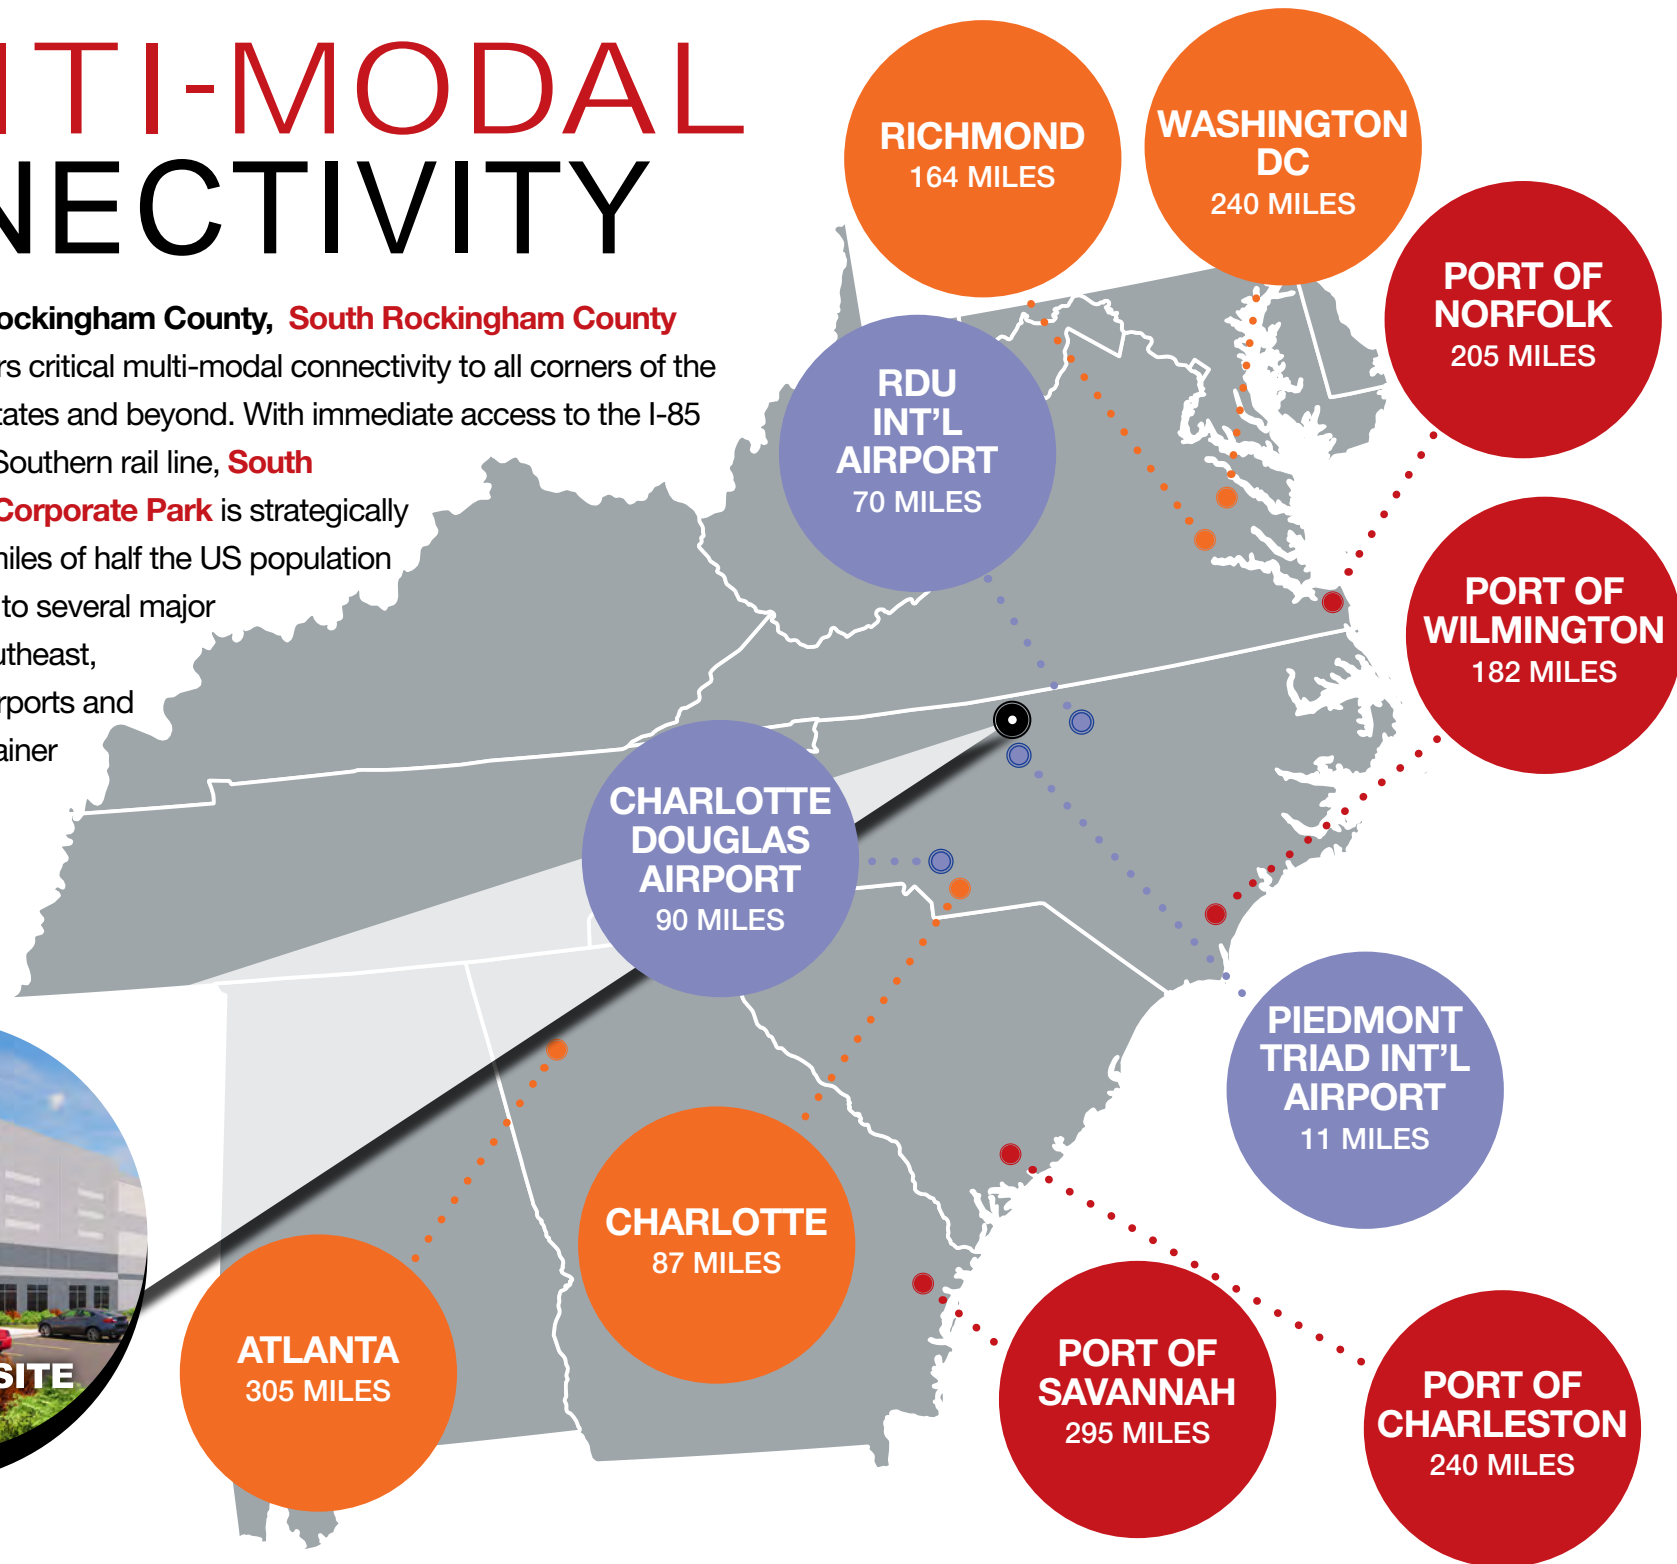 TI-MODAL
NECTIVITY
ockingham County, South Rockingham County
rs critical multi-modal connectivity to all corners of the
tates and beyond. With immediate access to the I-85
Southern rail line, South
Corporate Park is strategically
miles of half the US population
to several major
utheast,
rports and
ainer
RICHMOND
164 MILES
WASHINGTON
DC
240 MILES
PORT OF
NORFOLK
205 MILES
RDU
INT'L
AIRPORT
70 MILES
PORT OF
WILMINGTON
182 MILES
CHARLOTTE
DOUGLAS
AIRPORT
90 MILES
PIEDMONT
TRIAD INT'L
AIRPORT
11 MILES
CHARLOTTE
87 MILES
ATLANTA
305 MILES
SITE
PORT OF
SAVANNAH
295 MILES
PORT OF
CHARLESTON
240 MILES